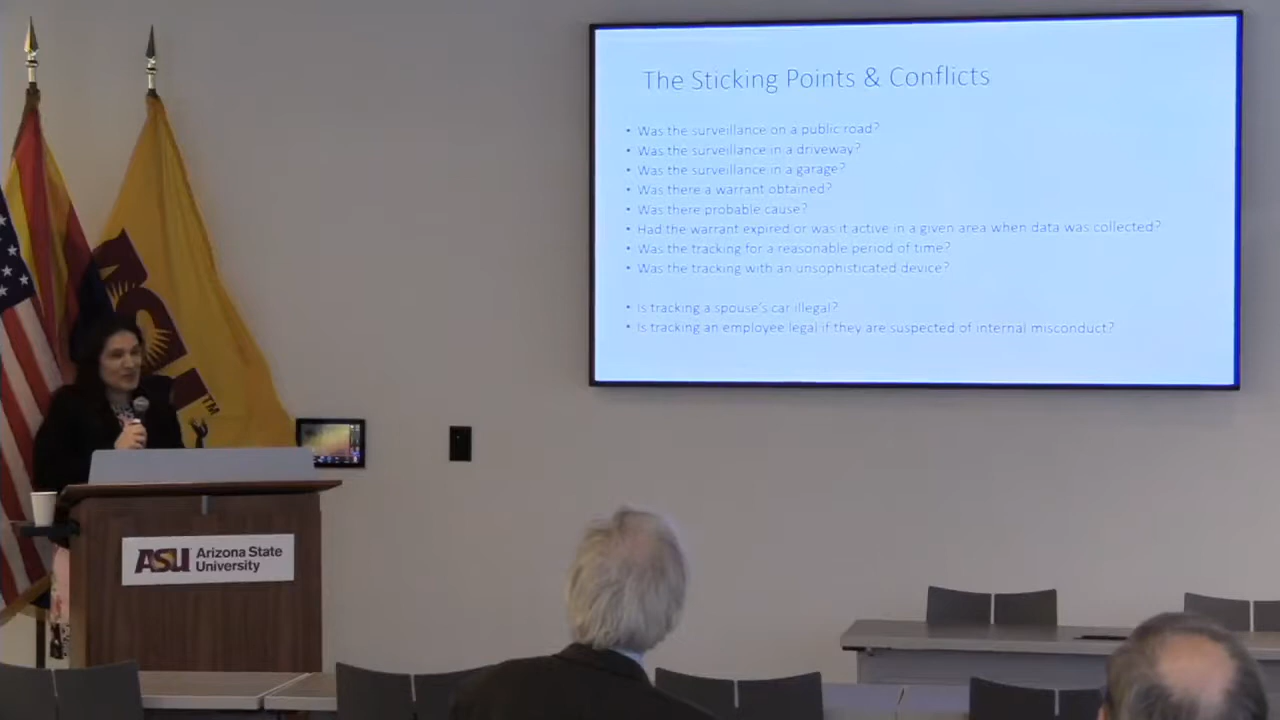 The Sticking Points & Conflicts
• Was the surveillance on a public road?
• Was the surveillance in a driveway?
• Was the surveillance in a garage?
• Was there a warrant obtained?
• Was there probable cause?
• Had the warrant expired or was it active in a given area when data was collected?
• Was the tracking for a reasonable period of time?
• Was the tracking with an unsophisticated device?
• Is tracking a spouse's car illegal?
• Is tracking an employee legal if they are suspected of internal misconduct?
ASU
TM
ASU Arizona State
University